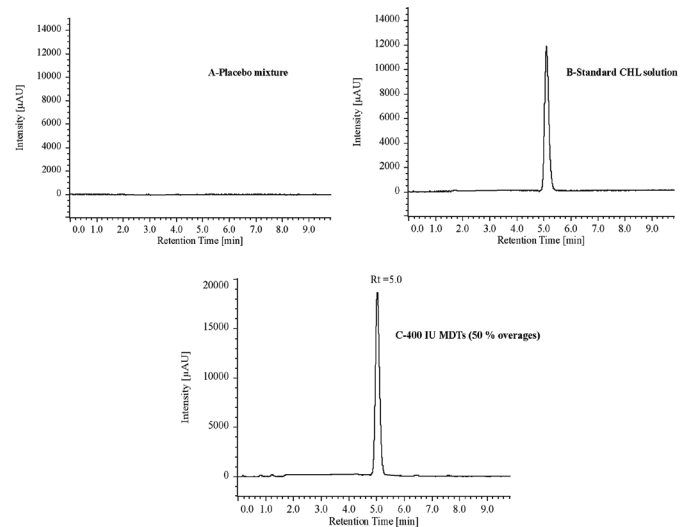 14000
12000
A-Placebo mixture
10000
8000
6000
4000
2000
0
Intensity [µAU]
0.0 1.0 2.0 3.0 4.0 5.0 6.0 7.0 8.0 9.0
Retention Time [min]
14000
12000
B-Standard CHL solution
10000
8000
6000
4000
2000
0
Intensity [µAU]
0.0 1.0 2.0 3.0 4.0 5.0 6.0 7.0 8.0 9.0
Retention Time [min]
Rt =5.0
20000
C-400 IU MDTs (50 % overages)
15000
10000
5000
0
Intensity [µAU]
0.0 1.0 2.0 3.0 4.0 5.0 6.0 7.0 8.0 9.0
Retention Time [min]